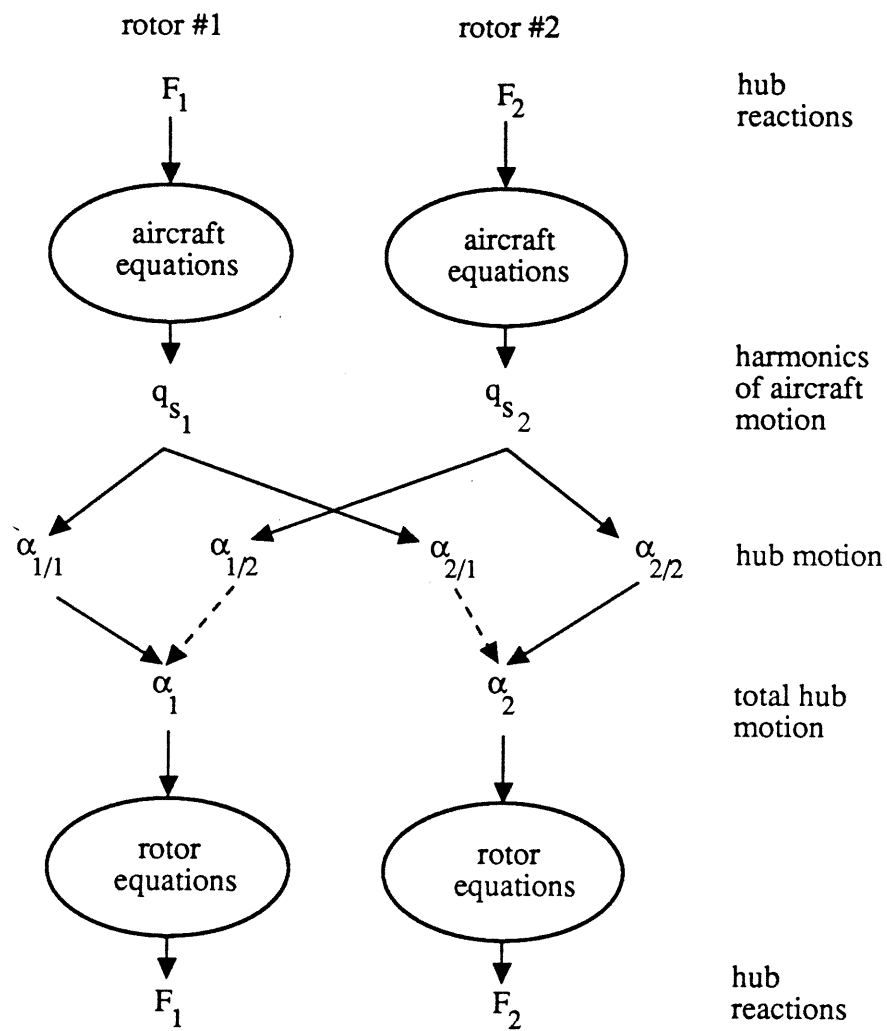 rotor #1
rotor #2
F1
F2
hub
reactions
aircraft
equations
aircraft
equations
qs1
qs2
harmonics
of aircraft
motion
α1/1
α1/2
α2/1
α2/2
hub motion
α1
α2
total hub
motion
rotor
equations
rotor
equations
F1
F2
hub
reactions